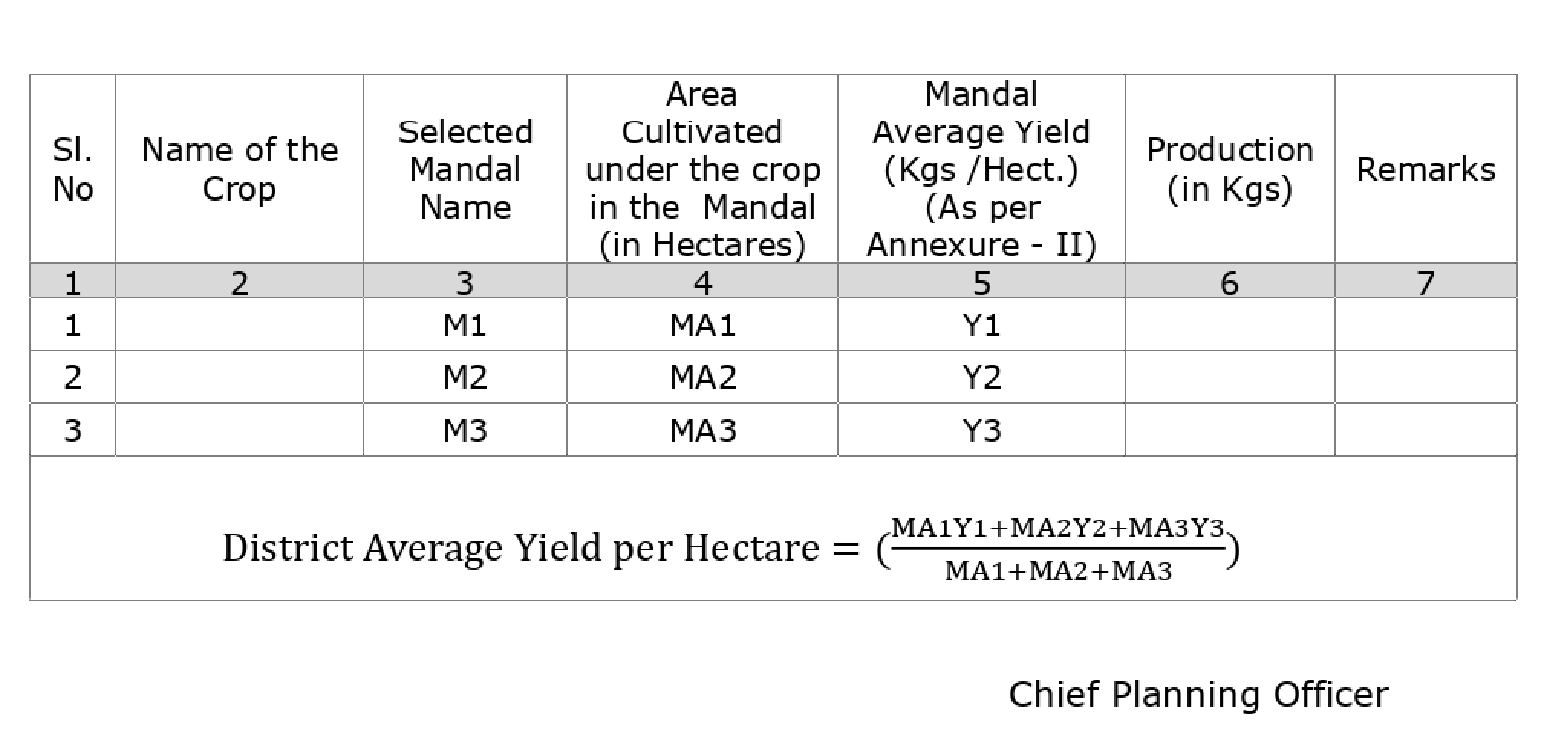 Sl. No | Name of the Crop | Selected Mandal Name | Area Cultivated under the crop in the Mandal (in Hectares) | Mandal Average Yield (Kgs /Hect.) (As per Annexure - II) | Production (in Kgs) | Remarks
1 | 2 | 3 | 4 | 5 | 6 | 7
1 | | M1 | MA1 | Y1 | |
2 | | M2 | MA2 | Y2 | |
3 | | M3 | MA3 | Y3 | |
District Average Yield per Hectare = (MA1Y1+MA2Y2+MA3Y3 / MA1+MA2+MA3)
Chief Planning Officer